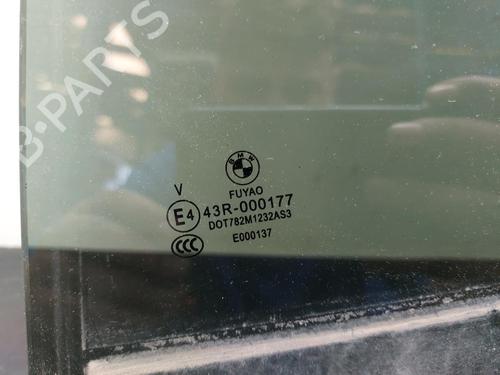 B-PARTS
BMW
FUYAO
V
E4 43R-000177
DOT782M1232AS3
CCC E000137